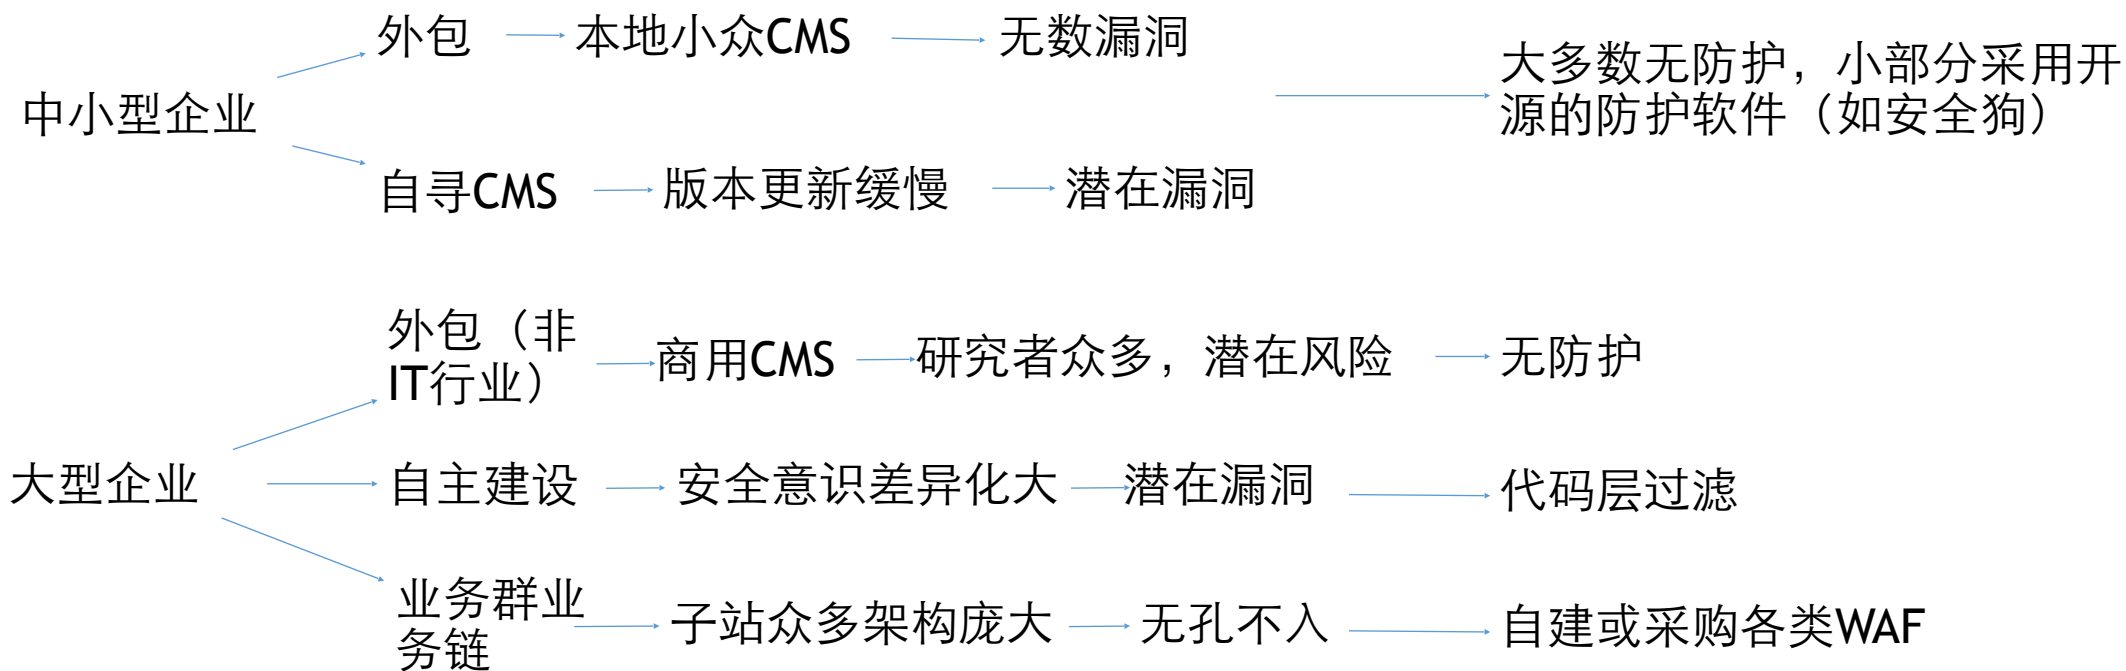 外包
本地小众CMS
无数漏洞
中小型企业
大多数无防护，小部分采用开
源的防护软件（如安全狗）
自寻CMS
版本更新缓慢
潜在漏洞
外包（非
IT行业）
商用CMS
研究者众多，潜在风险
无防护
大型企业
自主建设
安全意识差异化大
潜在漏洞
代码层过滤
业务群业
务链
子站众多架构庞大
无孔不入
自建或采购各类WAF